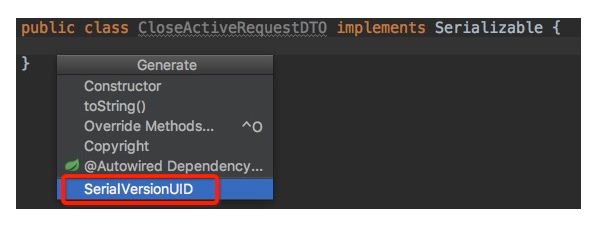 public class CloseActiveRequestDTO implements Serializable {
}
Generate
Constructor
toString()
Override Methods... ^O
Copyright
@Autowired Dependency...
SerialVersionUID